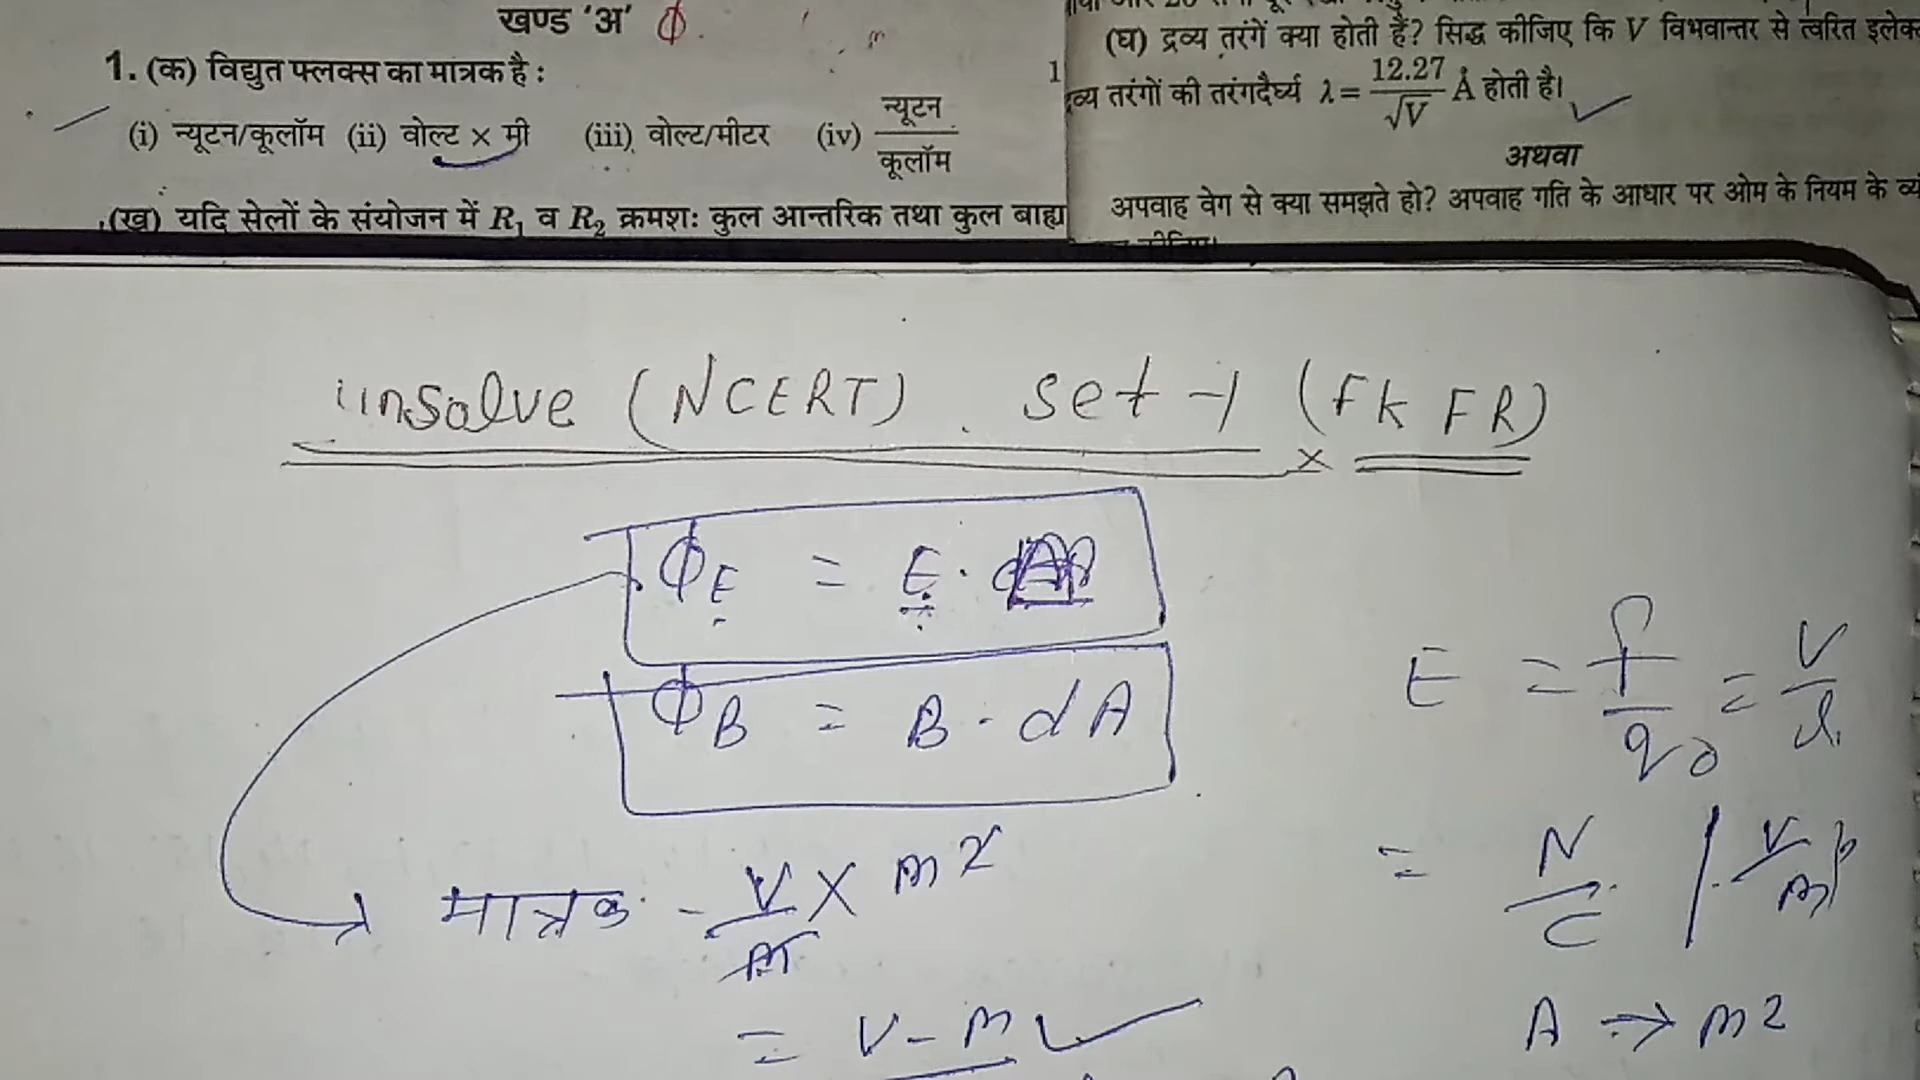 खण्ड 'अ' Φ
1. (क) विद्युत फ्लक्स का मात्रक है : 1
(i) न्यूटन/कूलॉम (ii) वोल्ट × मी (iii) वोल्ट/मीटर (iv) न्यूटन/कूलॉम
(ख) यदि सेलों के संयोजन में R₁ व R₂ क्रमशः कुल आन्तरिक तथा कुल बाह्य
(घ) द्रव्य तरंगें क्या होती हैं? सिद्ध कीजिए कि V विभवान्तर से त्वरित
द्रव्य तरंगों की तरंगदैर्घ्य λ = 12.27/√V Å होती है।
अथवा
अपवाह वेग से क्या समझते हो? अपवाह गति के आधार पर ओम के नियम के
unsolve (NCERT). set-1 (FK FR)
ΦE = E . dA
ΦB = B . dA
E = F/q₀ = V/d
= N/C | V/m
मात्रक - V/m × m²
= V-m
A → m²